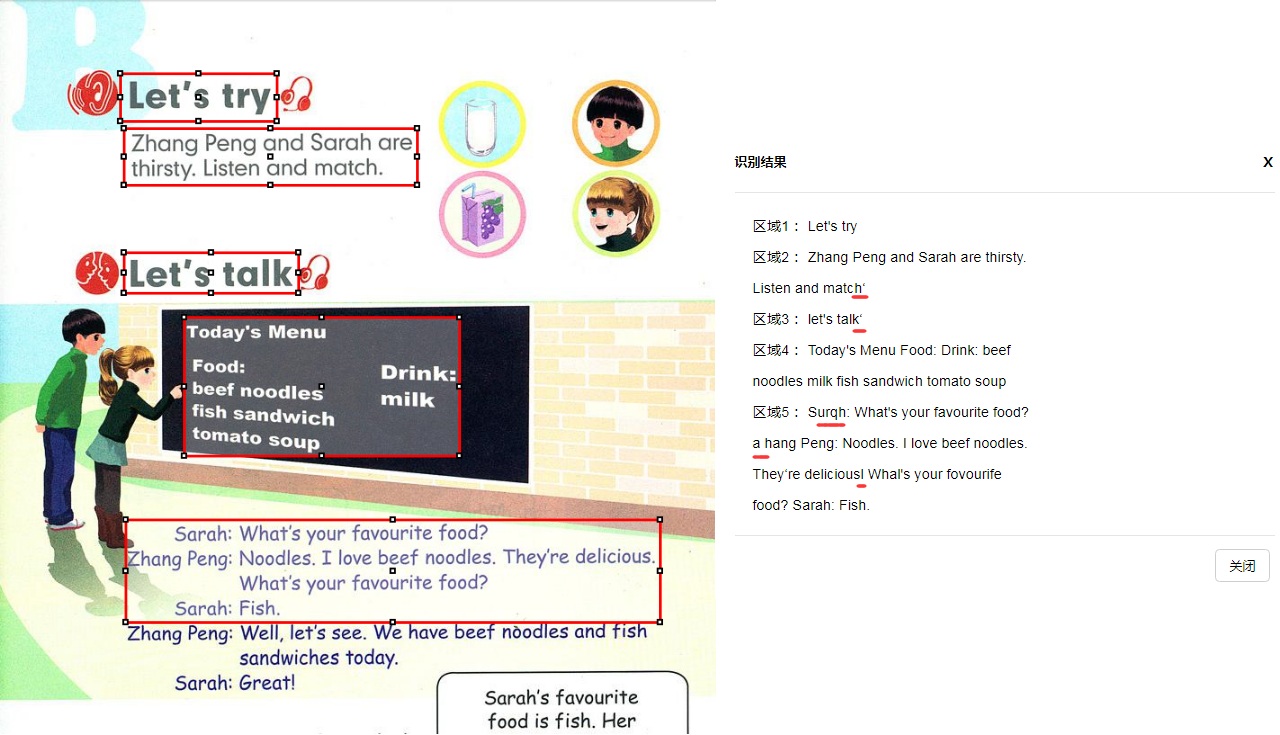 B
Let's try
Zhang Peng and Sarah are
thirsty. Listen and match.
Let's talk
Today's Menu
Food:
beef noodles
fish sandwich
tomato soup
Drink:
milk
Sarah: What's your favourite food?
Zhang Peng: Noodles. I love beef noodles. They're delicious.
What's your favourite food?
Sarah: Fish.
Zhang Peng: Well, let's see. We have beef noodles and fish
sandwiches today.
Sarah: Great!
Sarah's favourite
food is fish. Her
识别结果
X
区域1： Let's try
区域2： Zhang Peng and Sarah are thirsty.
Listen and match‘
区域3： let's talk‘
区域4： Today's Menu Food: Drink: beef
noodles milk fish sandwich tomato soup
区域5： Surqh: What's your favourite food?
a hang Peng: Noodles. I love beef noodles.
They‘re deliciousl Whal's your fovourife
food? Sarah: Fish.
关闭